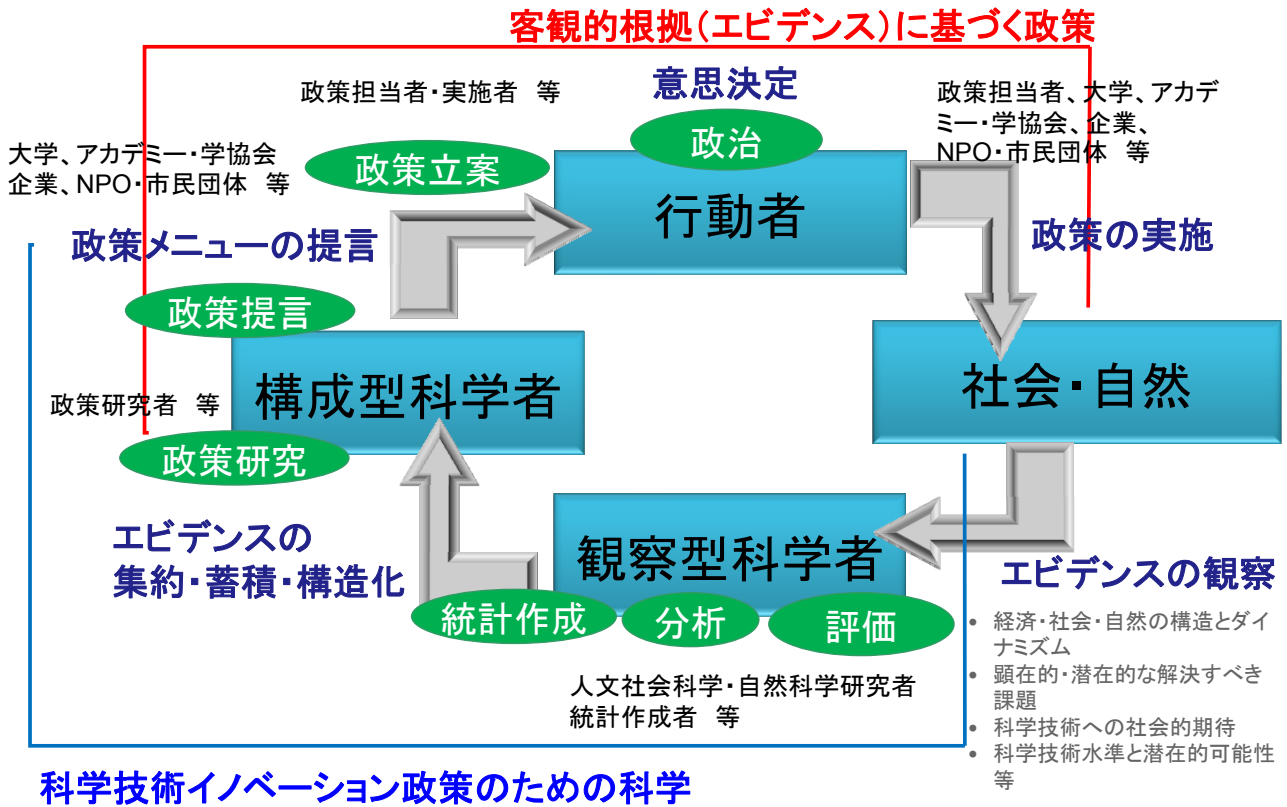 客観的根拠(エビデンス)に基づく政策
政策担当者・実施者　等
意思決定
政策担当者、大学、アカデ
ミー・学協会、企業、
NPO・市民団体　等
大学、アカデミー・学協会
企業、NPO・市民団体　等
政策立案
政治
行動者
政策メニューの提言
政策の実施
政策提言
構成型科学者
社会・自然
政策研究者　等
政策研究
エビデンスの
集約・蓄積・構造化
観察型科学者
エビデンスの観察
統計作成
分析
評価
• 経済・社会・自然の構造とダイ
ナミズム
• 顕在的・潜在的な解決すべき
課題
• 科学技術への社会的期待
• 科学技術水準と潜在的可能性
等
人文社会科学・自然科学研究者
統計作成者　等
科学技術イノベーション政策のための科学